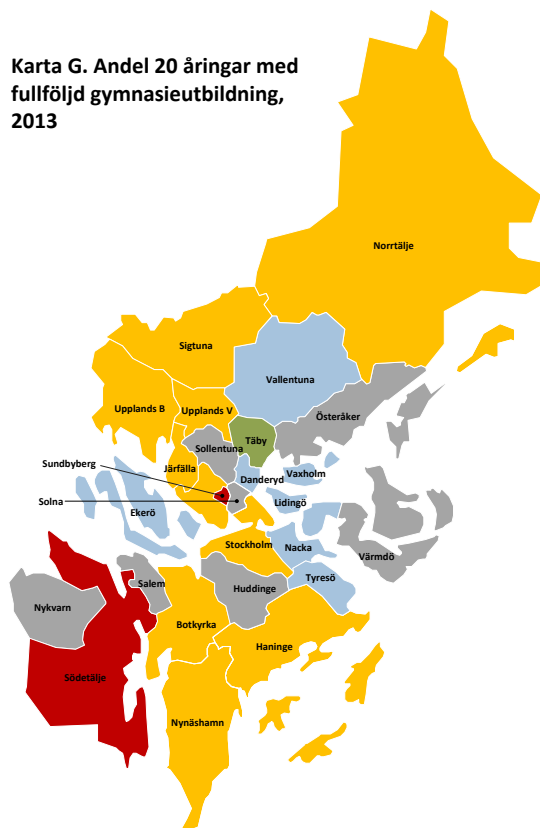 Karta G. Andel 20 åringar med
fullföljd gymnasieutbildning,
2013
Norrtälje
Sigtuna
Vallentuna
Upplands B
Upplands V
Österåker
Täby
Sollentuna
Sundbyberg
Järfälla
Danderyd
Vaxholm
Solna
Lidingö
Ekerö
Stockholm
Nacka
Värmdö
Salem
Tyresö
Huddinge
Nykvarn
Botkyrka
Haninge
Södetälje
Nynäshamn